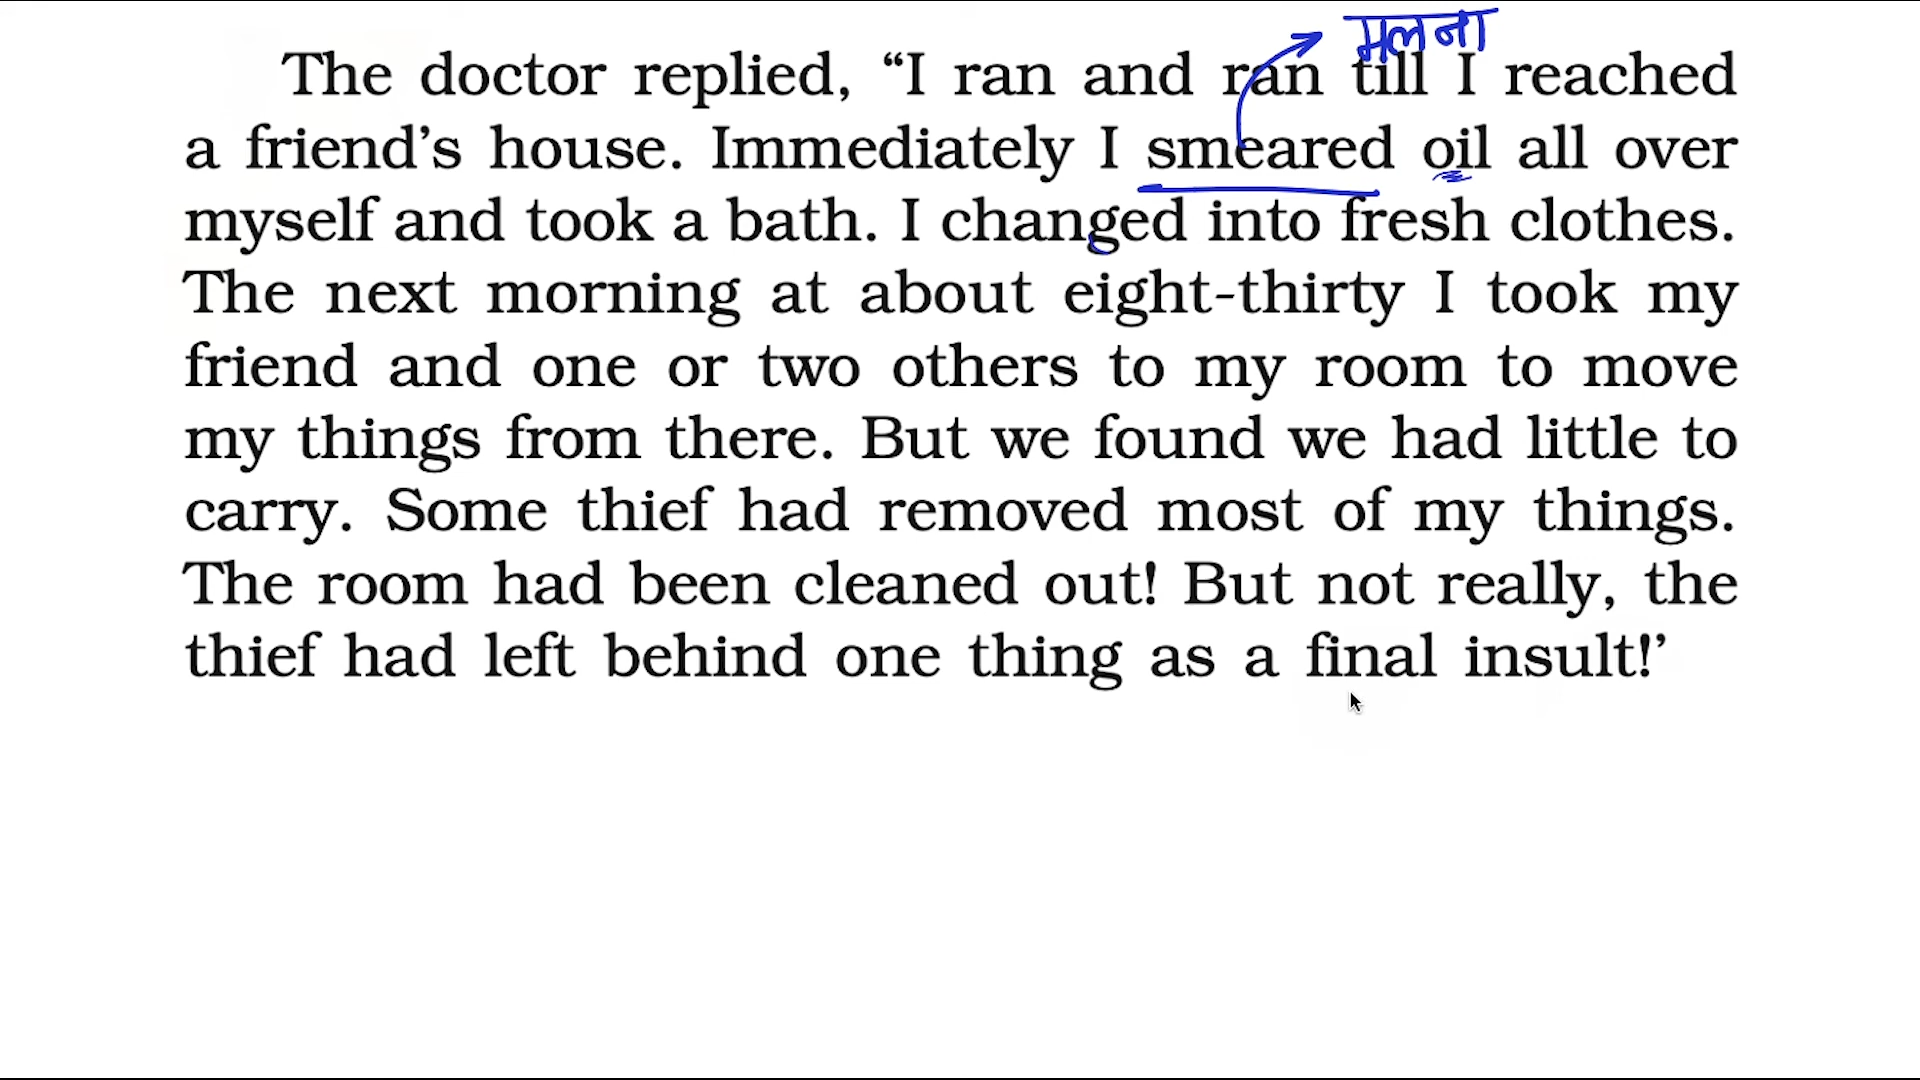 मलना
The doctor replied, “I ran and ran till I reached
a friend’s house. Immediately I smeared oil all over
myself and took a bath. I changed into fresh clothes.
The next morning at about eight-thirty I took my
friend and one or two others to my room to move
my things from there. But we found we had little to
carry. Some thief had removed most of my things.
The room had been cleaned out! But not really, the
thief had left behind one thing as a final insult!’